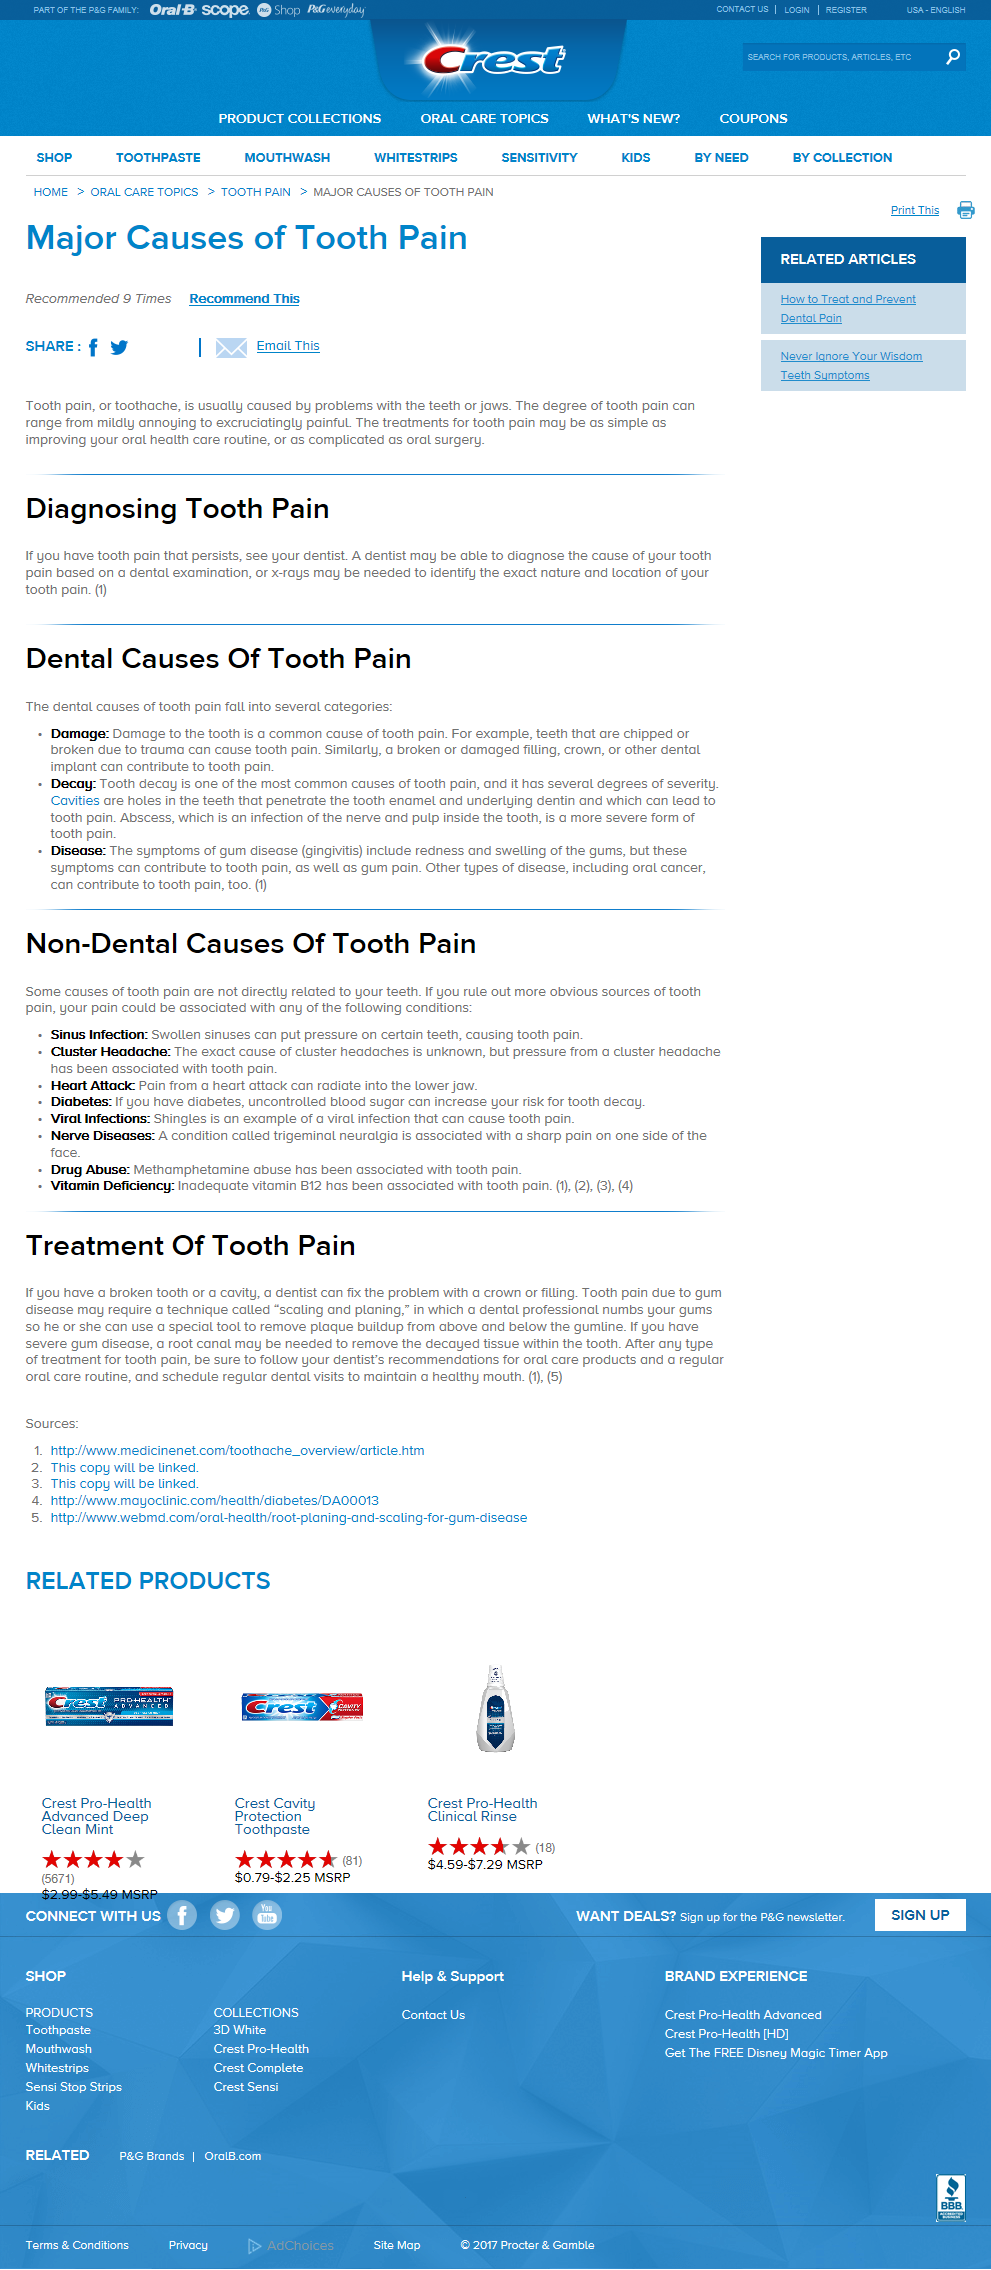 PART OF THE P&G FAMILY: Oral-B scope P&G Shop P&G everyday CONTACT US | LOGIN | REGISTER USA - ENGLISH
Crest
SEARCH FOR PRODUCTS, ARTICLES, ETC
PRODUCT COLLECTIONS ORAL CARE TOPICS WHAT'S NEW? COUPONS
SHOP TOOTHPASTE MOUTHWASH WHITESTRIPS SENSITIVITY KIDS BY NEED BY COLLECTION
HOME > ORAL CARE TOPICS > TOOTH PAIN > MAJOR CAUSES OF TOOTH PAIN
Print This
Major Causes of Tooth Pain
RELATED ARTICLES
How to Treat and Prevent
Dental Pain
Never Ignore Your Wisdom
Teeth Symptoms
Recommended 9 Times Recommend This
SHARE : | Email This
Tooth pain, or toothache, is usually caused by problems with the teeth or jaws. The degree of tooth pain can
range from mildly annoying to excruciatingly painful. The treatments for tooth pain may be as simple as
improving your oral health care routine, or as complicated as oral surgery.
Diagnosing Tooth Pain
If you have tooth pain that persists, see your dentist. A dentist may be able to diagnose the cause of your tooth
pain based on a dental examination, or x-rays may be needed to identify the exact nature and location of your
tooth pain. (1)
Dental Causes Of Tooth Pain
The dental causes of tooth pain fall into several categories:
• Damage: Damage to the tooth is a common cause of tooth pain. For example, teeth that are chipped or
broken due to trauma can cause tooth pain. Similarly, a broken or damaged filling, crown, or other dental
implant can contribute to tooth pain.
• Decay: Tooth decay is one of the most common causes of tooth pain, and it has several degrees of severity.
Cavities are holes in the teeth that penetrate the tooth enamel and underlying dentin and which can lead to
tooth pain. Abscess, which is an infection of the nerve and pulp inside the tooth, is a more severe form of
tooth pain.
• Disease: The symptoms of gum disease (gingivitis) include redness and swelling of the gums, but these
symptoms can contribute to tooth pain, as well as gum pain. Other types of disease, including oral cancer,
can contribute to tooth pain, too. (1)
Non-Dental Causes Of Tooth Pain
Some causes of tooth pain are not directly related to your teeth. If you rule out more obvious sources of tooth
pain, your pain could be associated with any of the following conditions:
• Sinus Infection: Swollen sinuses can put pressure on certain teeth, causing tooth pain.
• Cluster Headache: The exact cause of cluster headaches is unknown, but pressure from a cluster headache
has been associated with tooth pain.
• Heart Attack: Pain from a heart attack can radiate into the lower jaw.
• Diabetes: If you have diabetes, uncontrolled blood sugar can increase your risk for tooth decay.
• Viral Infections: Shingles is an example of a viral infection that can cause tooth pain.
• Nerve Diseases: A condition called trigeminal neuralgia is associated with a sharp pain on one side of the
face.
• Drug Abuse: Methamphetamine abuse has been associated with tooth pain.
• Vitamin Deficiency: Inadequate vitamin B12 has been associated with tooth pain. (1), (2), (3), (4)
Treatment Of Tooth Pain
If you have a broken tooth or a cavity, a dentist can fix the problem with a crown or filling. Tooth pain due to gum
disease may require a technique called “scaling and planing,” in which a dental professional numbs your gums
so he or she can use a special tool to remove plaque buildup from above and below the gumline. If you have
severe gum disease, a root canal may be needed to remove the decayed tissue within the tooth. After any type
of treatment for tooth pain, be sure to follow your dentist's recommendations for oral care products and a regular
oral care routine, and schedule regular dental visits to maintain a healthy mouth. (1), (5)
Sources:
1. http://www.medicinenet.com/toothache_overview/article.htm
2. This copy will be linked.
3. This copy will be linked.
4. http://www.mayoclinic.com/health/diabetes/DA00013
5. http://www.webmd.com/oral-health/root-planing-and-scaling-for-gum-disease
RELATED PRODUCTS
Crest PRO-HEALTH ADVANCED
Crest CAVITY
Crest Pro-Health
Advanced Deep
Clean Mint
(5671)
$2.99-$5.49 MSRP
Crest Cavity
Protection
Toothpaste
(81)
$0.79-$2.25 MSRP
Crest Pro-Health
Clinical Rinse
(18)
$4.59-$7.29 MSRP
CONNECT WITH US You Tube WANT DEALS? Sign up for the P&G newsletter. SIGN UP
SHOP
PRODUCTS
Toothpaste
Mouthwash
Whitestrips
Sensi Stop Strips
Kids
COLLECTIONS
3D White
Crest Pro-Health
Crest Complete
Crest Sensi
Help & Support
Contact Us
BRAND EXPERIENCE
Crest Pro-Health Advanced
Crest Pro-Health [HD]
Get The FREE Disney Magic Timer App
RELATED P&G Brands | OralB.com
BBB
ACCREDITED
BUSINESS
Terms & Conditions Privacy AdChoices Site Map © 2017 Procter & Gamble